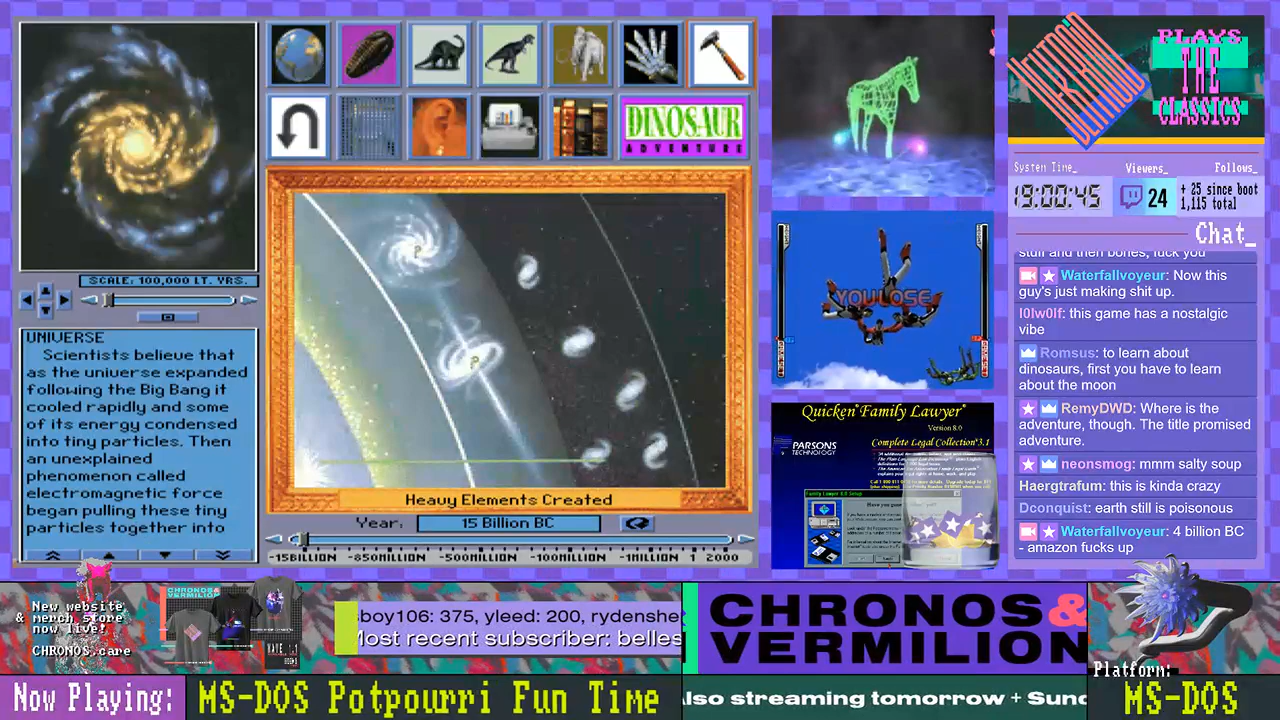 SCALE: 100,000 LT. YRS.
UNIVERSE
Scientists believe that
as the universe expanded
following the Big Bang it
cooled rapidly and some
of its energy condensed
into tiny particles. Then
an unexplained
phenomenon called
electromagnetic force
began pulling these tiny
particles together into
DINOSAUR
ADVENTURE
Heavy Elements Created
Year: 15 Billion BC
-15BILLION -850MILLION -500MILLION -100MILLION -1MILLION 1 2000
YOU LOSE
Quicken Family Lawyer
Version 8.0
PARSONS
TECHNOLOGY
Complete Legal Collection 3.1
VERMILION
PLAYS
THE
CLASSICS
System Time_ Viewers_ Follows_
19:00:45
24
+ 25 since boot
1,115 total
Chat_
stuff and then bones, fuck you
Waterfallvoyeur: Now this
guy's just making shit up.
l0lw0lf: this game has a nostalgic
vibe
Romsus: to learn about
dinosaurs, first you have to learn
about the moon
RemyDWD: Where is the
adventure, though. The title promised
adventure.
neonsmog: mmm salty soup
Haergtrafum: this is kinda crazy
Dconquist: earth still is poisonous
Waterfallvoyeur: 4 billion BC
- amazon fucks up
New website
& merch store
now live!
CHRONOS.care
CHRONOS&
VERMILION
boy106: 375, yleed: 200, rydenshe
Most recent subscriber: belles
CHRONOS&
VERMILION
Platform:
MS-DOS
Now Playing: MS-DOS Potpourri Fun Time
lso streaming tomorrow + Sund